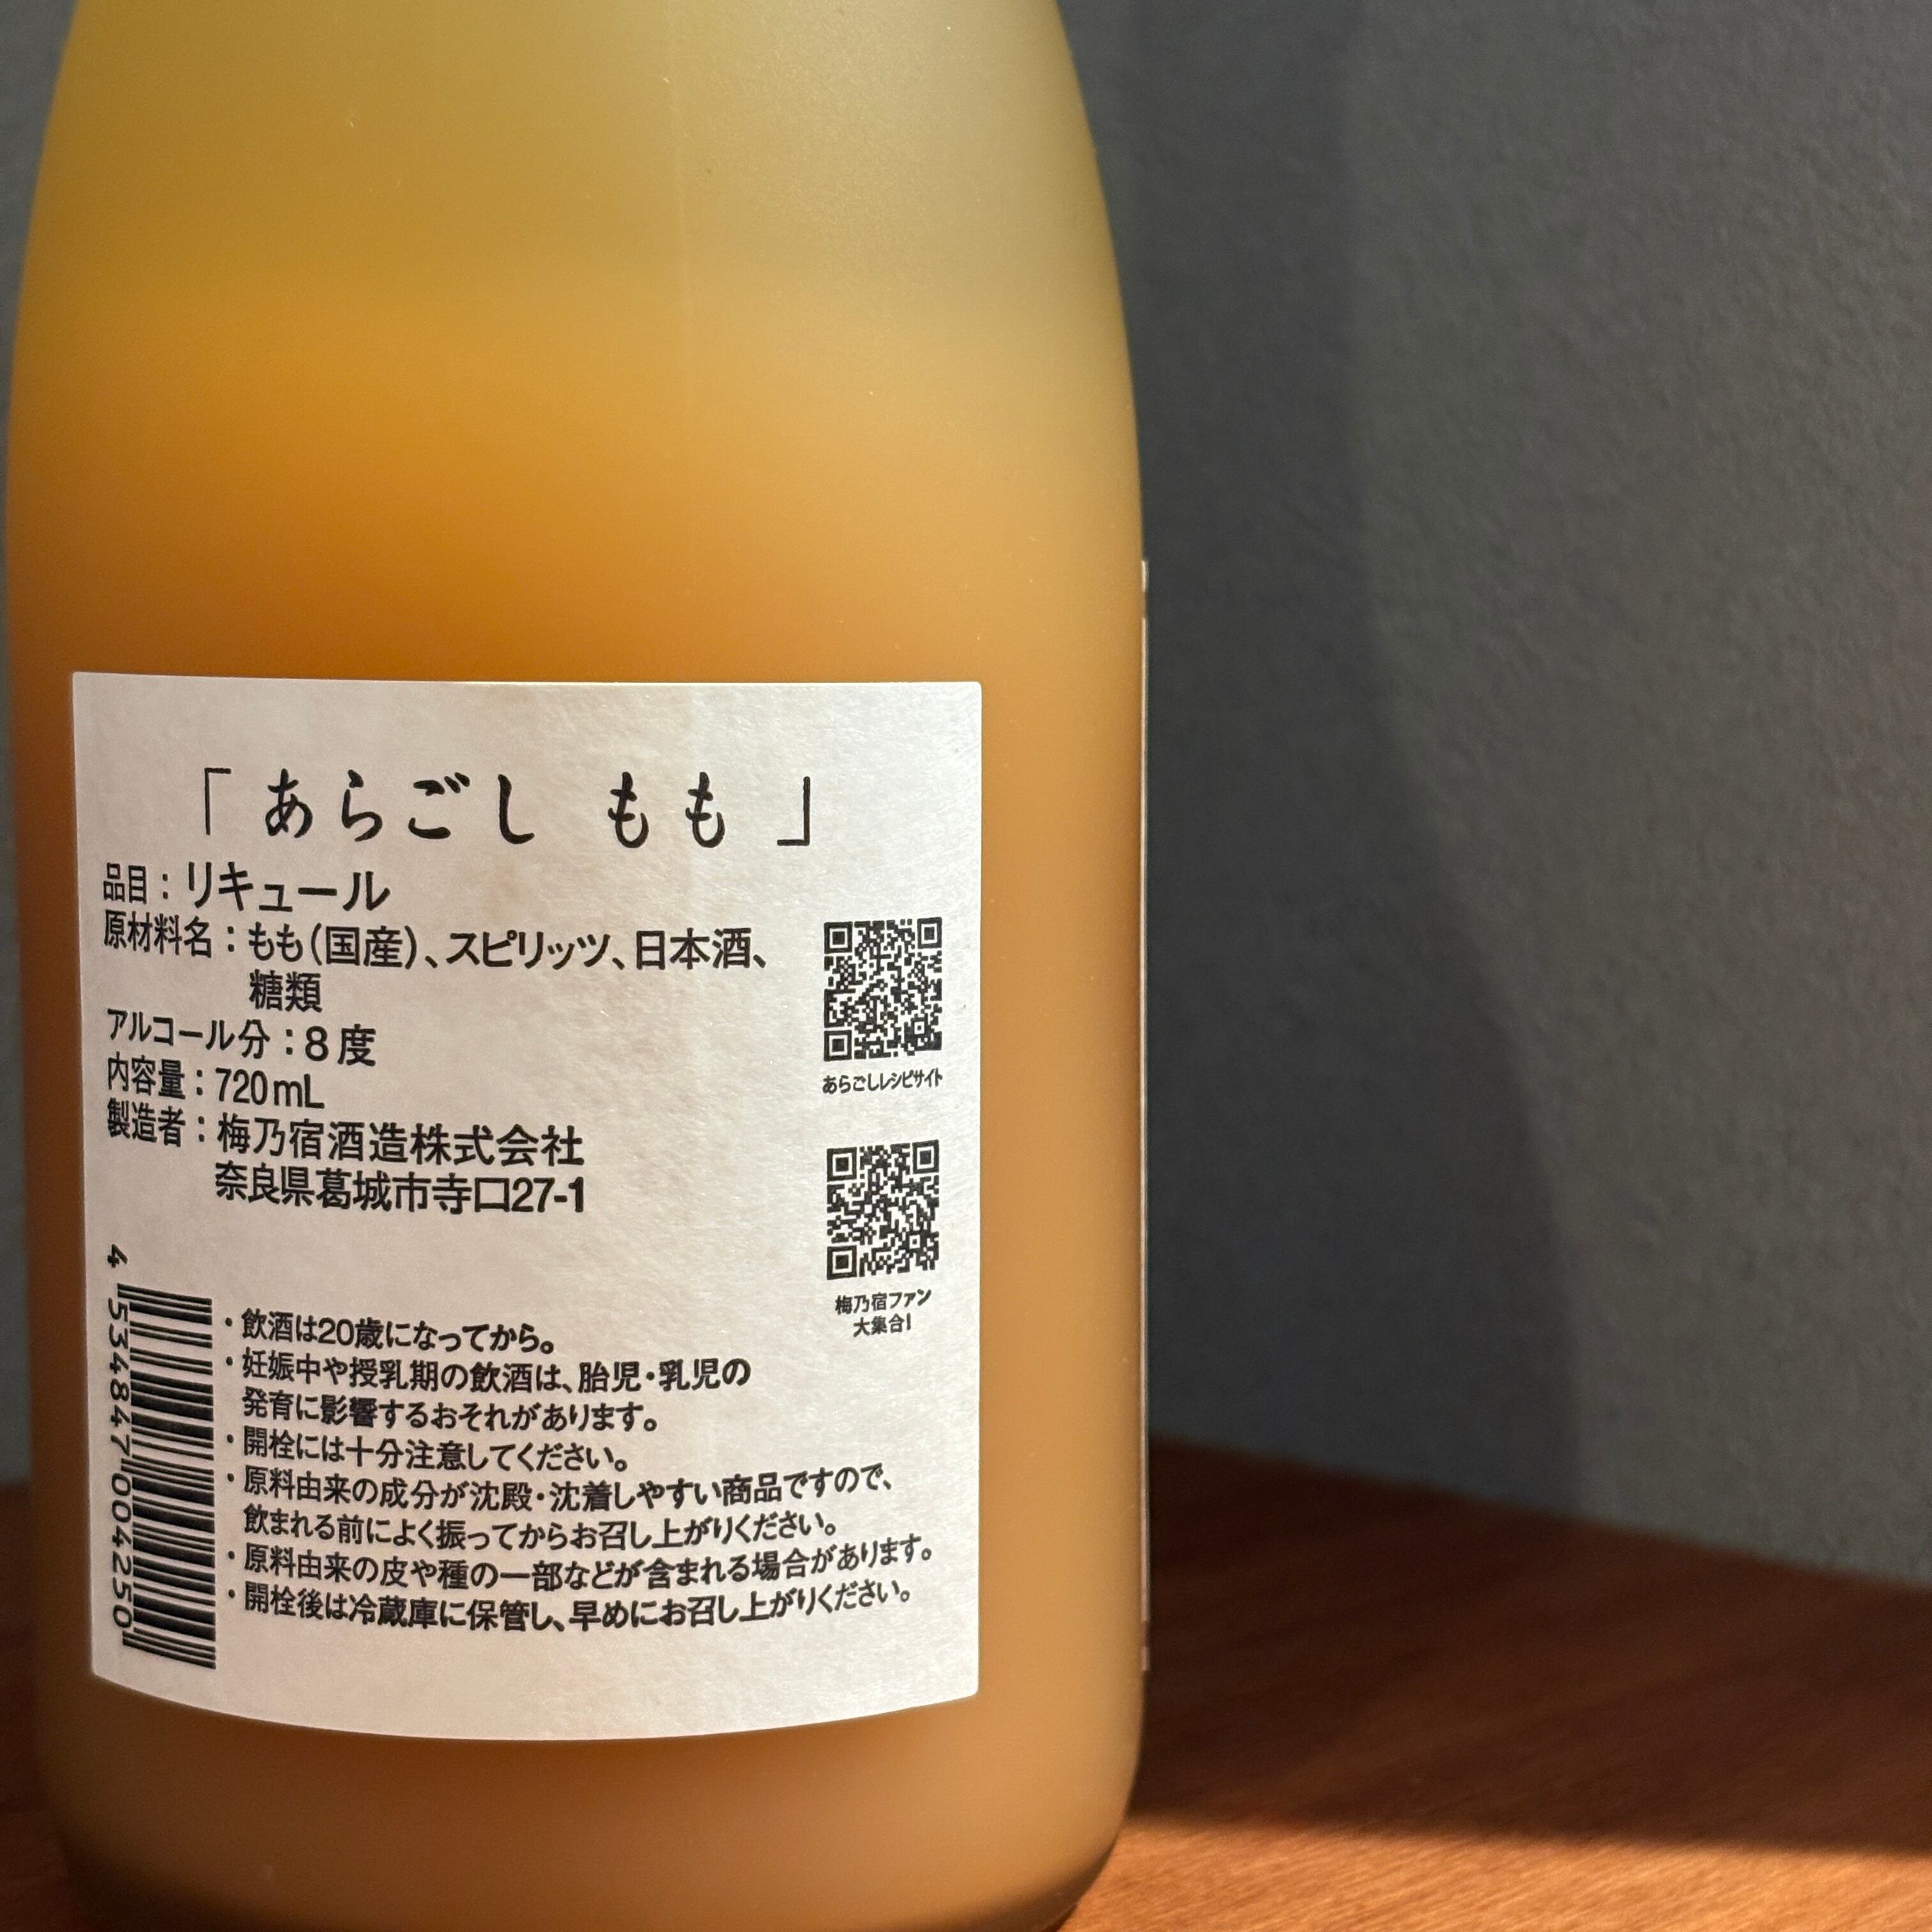 「あらごし もも」
品目：リキュール
原材料名：もも(国産)、スピリッツ、日本酒、
糖類
アルコール分：8度
内容量：720mL
製造者：梅乃宿酒造株式会社
奈良県葛城市寺口27-1
あらごしレシピサイト
梅乃宿ファン
大集合！
4 534847 004250
・飲酒は20歳になってから。
・妊娠中や授乳期の飲酒は、胎児・乳児の
発育に影響するおそれがあります。
・開栓には十分注意してください。
・原料由来の成分が沈殿・沈着しやすい商品ですので、
飲まれる前によく振ってからお召し上がりください。
・原料由来の皮や種の一部などが含まれる場合があります。
・開栓後は冷蔵庫に保管し、早めにお召し上がりください。